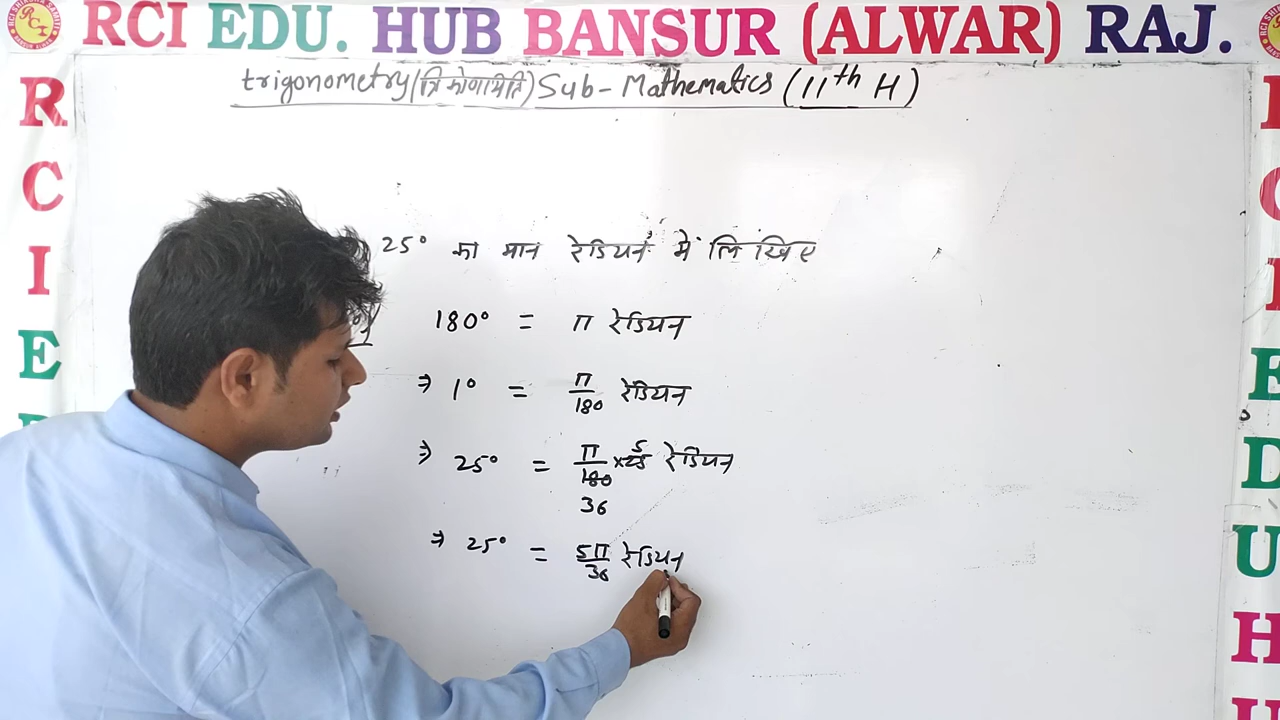 RCI EDU. HUB BANSUR (ALWAR) RAJ.
trigonometry (त्रिकोणमिति) Sub - Mathematics (11th H)
25° का मान रेडियन में लिखिए
180° = π रेडियन
⇒ 1° = π/180 रेडियन
⇒ 25° = π/180 × 25 रेडियन
5
36
⇒ 25° = 5π/36 रेडियन
R
C
I
E
D
U
H
U